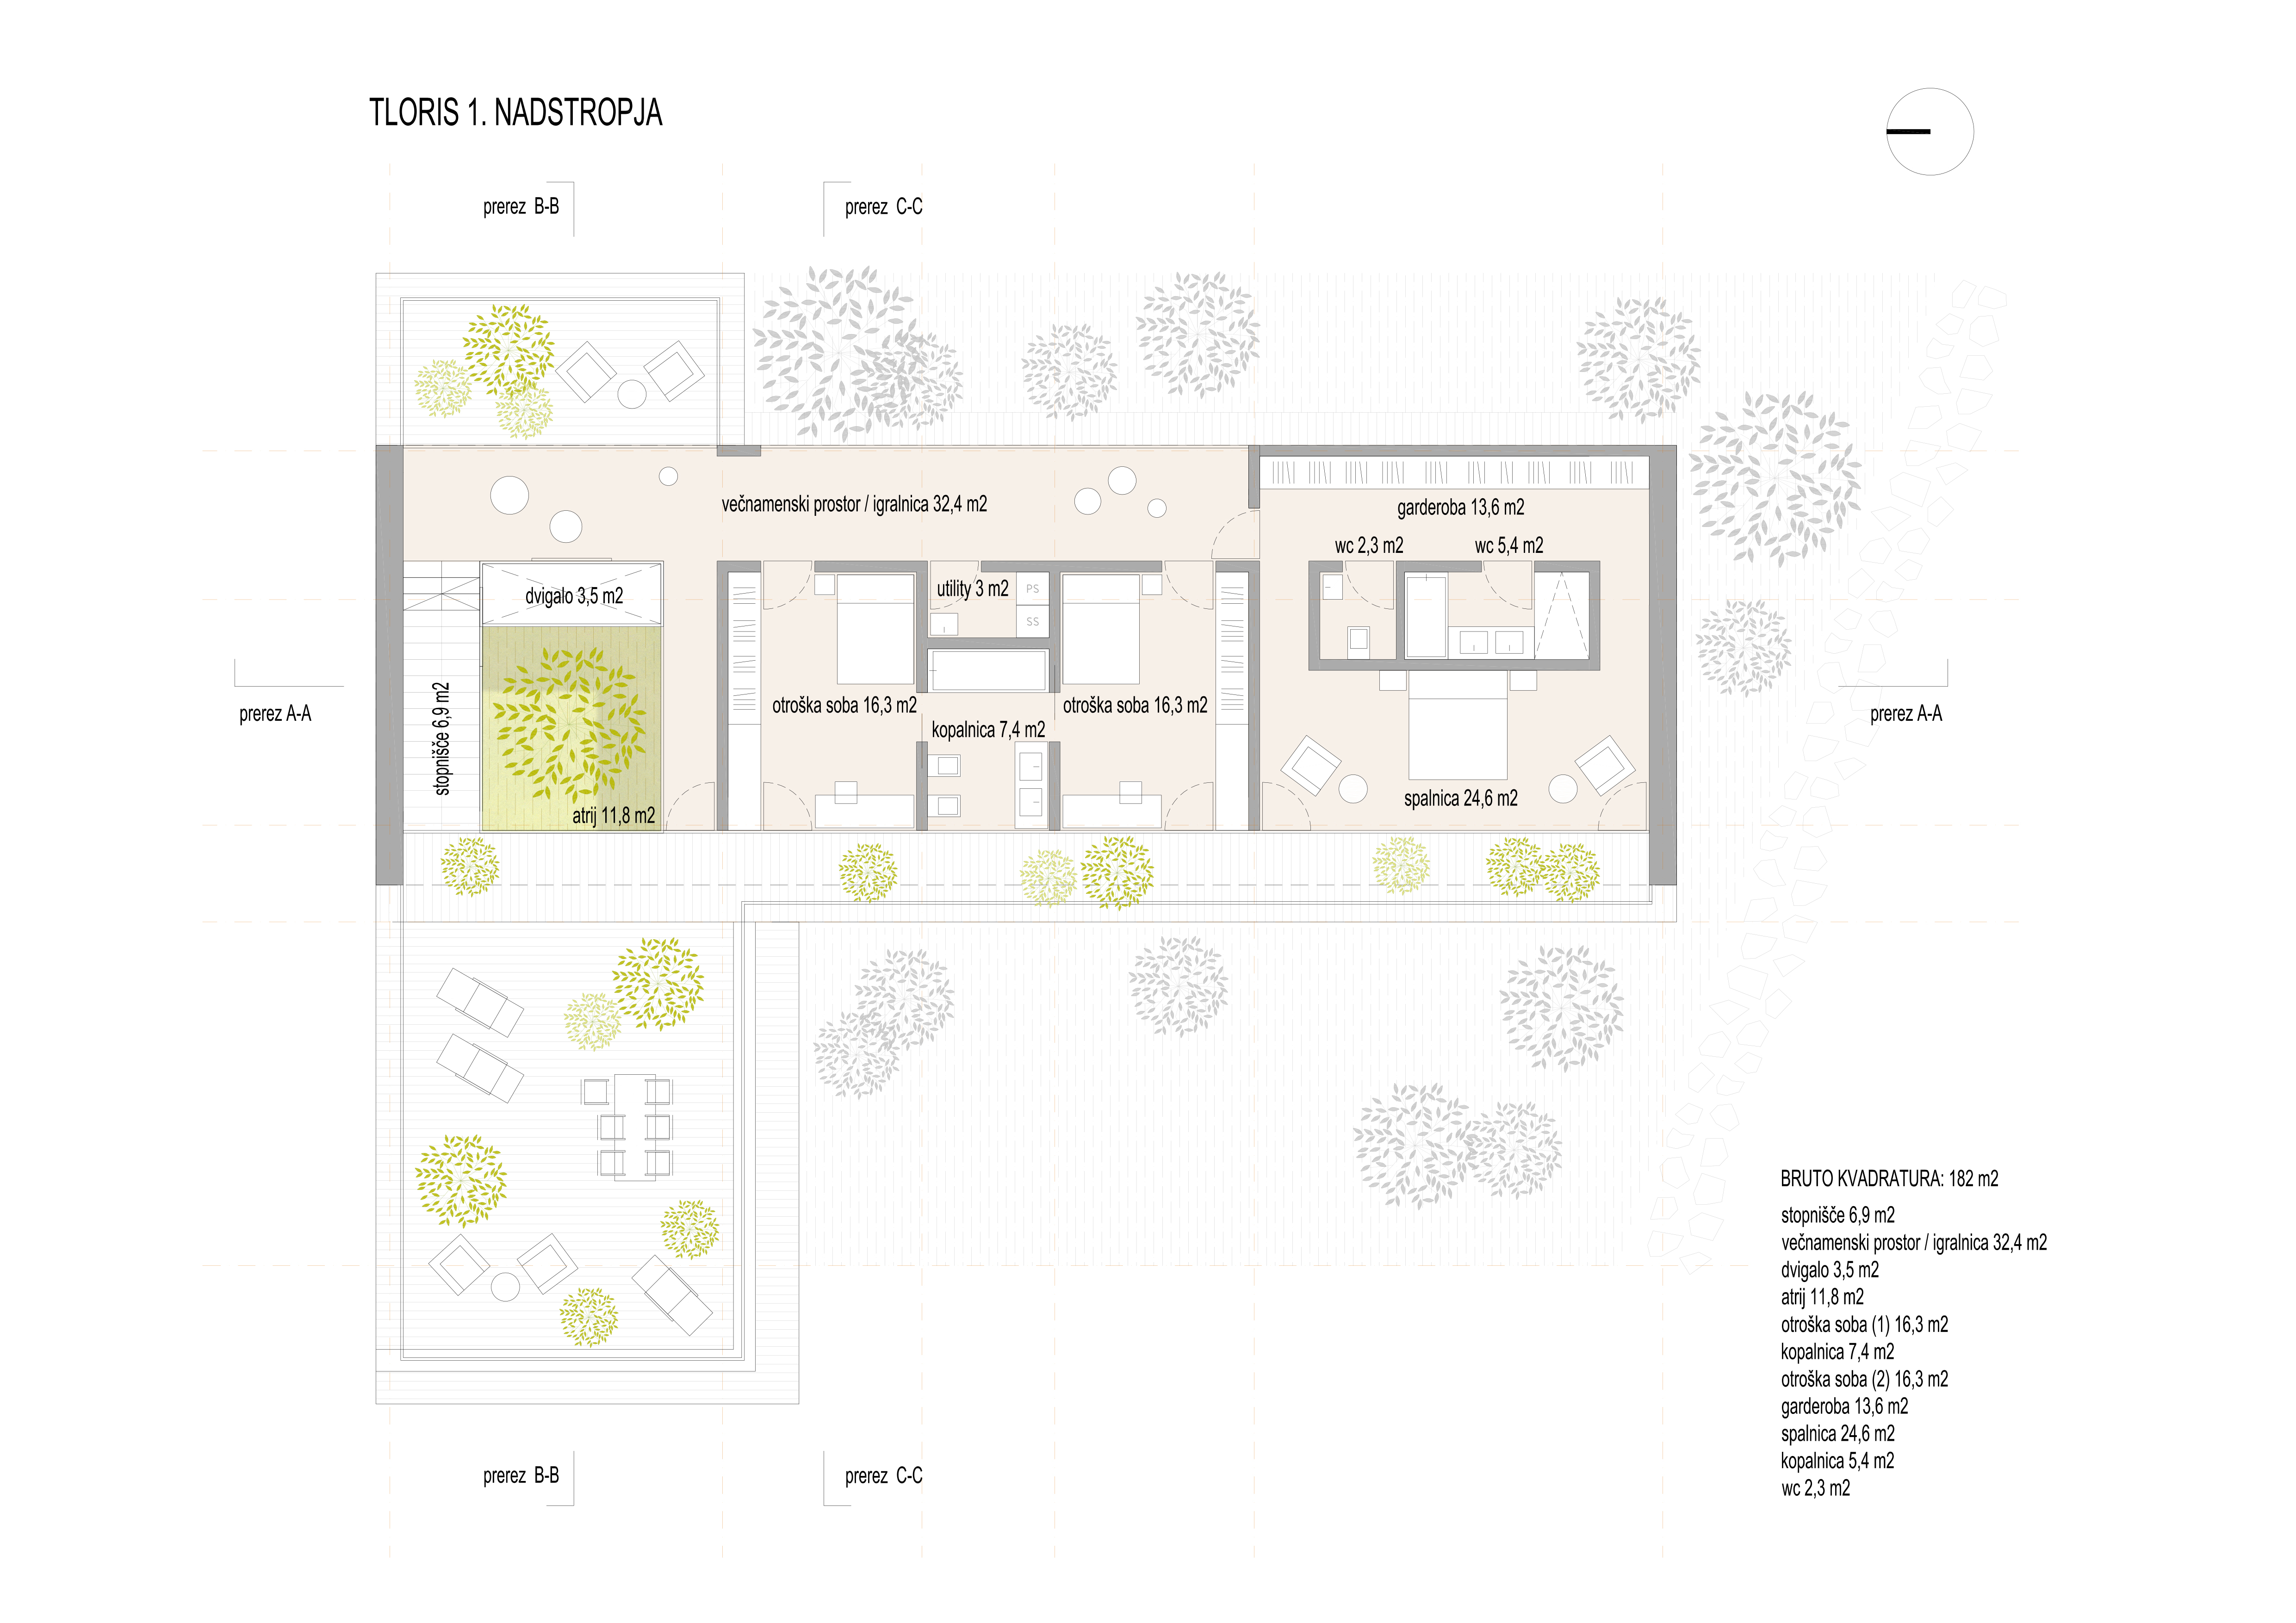 TLORIS 1. NADSTROPJA
prerez  B-B
prerez  C-C
večnamenski prostor / igralnica 32,4 m2
garderoba 13,6 m2
wc 2,3 m2
wc 5,4 m2
dvigalo 3,5 m2
utility 3 m2
PS
SS
stopnišče 6,9 m2
otroška soba 16,3 m2
otroška soba 16,3 m2
kopalnica 7,4 m2
prerez A-A
prerez A-A
spalnica 24,6 m2
atrij 11,8 m2
BRUTO KVADRATURA: 182 m2
stopnišče 6,9 m2
večnamenski prostor / igralnica 32,4 m2
dvigalo 3,5 m2
atrij 11,8 m2
otroška soba (1) 16,3 m2
kopalnica 7,4 m2
otroška soba (2) 16,3 m2
garderoba 13,6 m2
spalnica 24,6 m2
kopalnica 5,4 m2
wc 2,3 m2
prerez  B-B
prerez  C-C